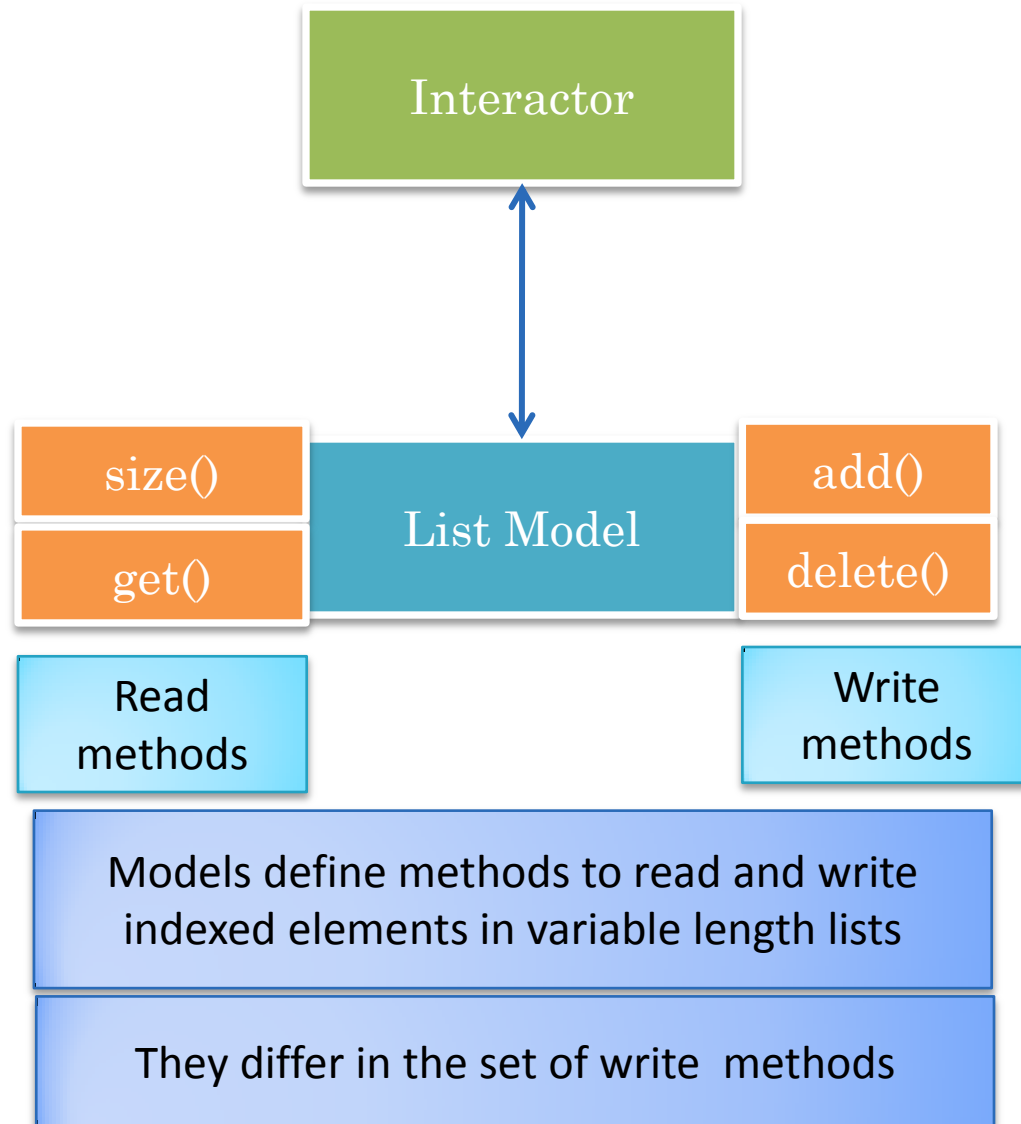 Interactor
size()
get()
List Model
add()
delete()
Read
methods
Write
methods
Models define methods to read and write
indexed elements in variable length lists
They differ in the set of write  methods